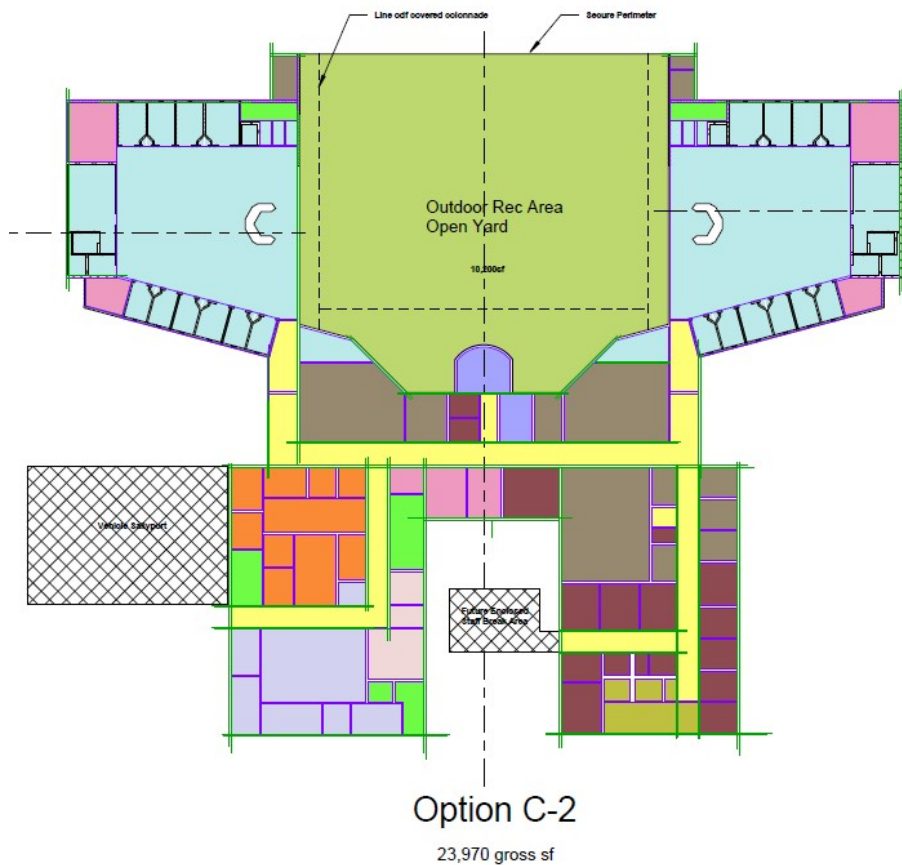 Line odf covered colonnade
Secure Perimeter
Outdoor Rec Area
Open Yard
10,200sf
Vehicle Sallyport
Future Enclosed
Staff Break Area
Option C-2
23,970 gross sf